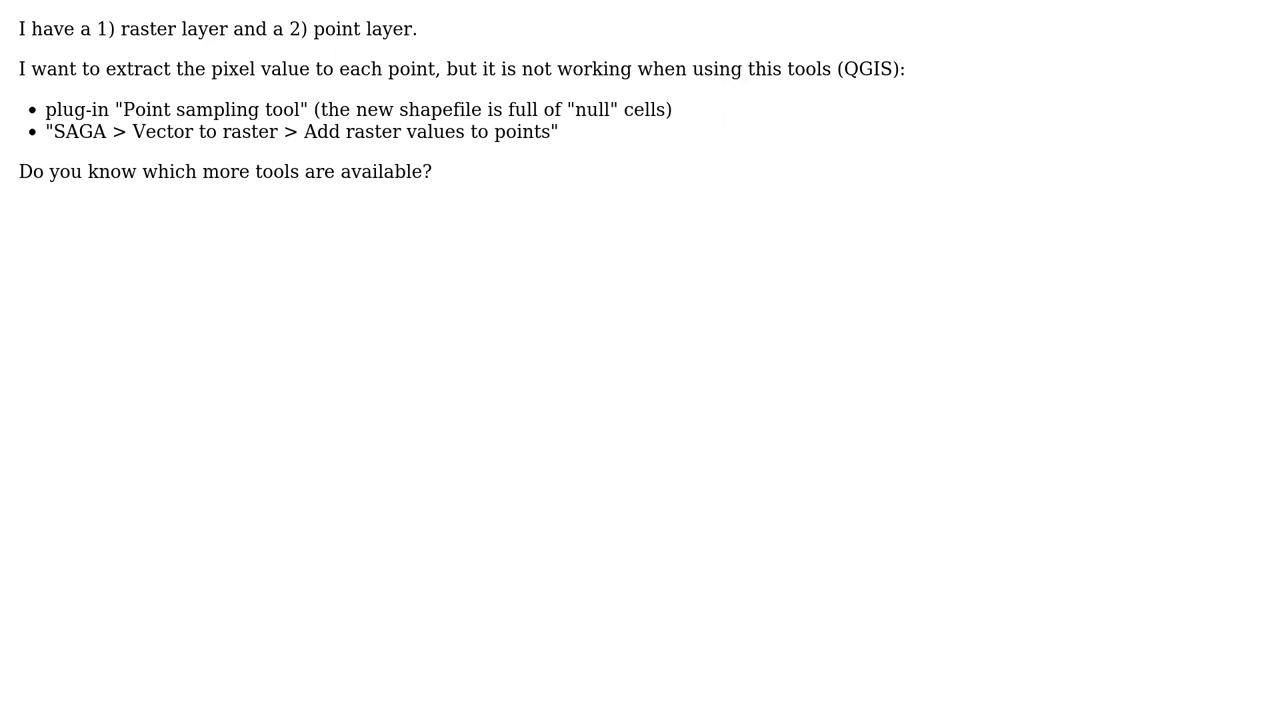 I have a 1) raster layer and a 2) point layer.
I want to extract the pixel value to each point, but it is not working when using this tools (QGIS):
• plug-in "Point sampling tool" (the new shapefile is full of "null" cells)
• "SAGA > Vector to raster > Add raster values to points"
Do you know which more tools are available?